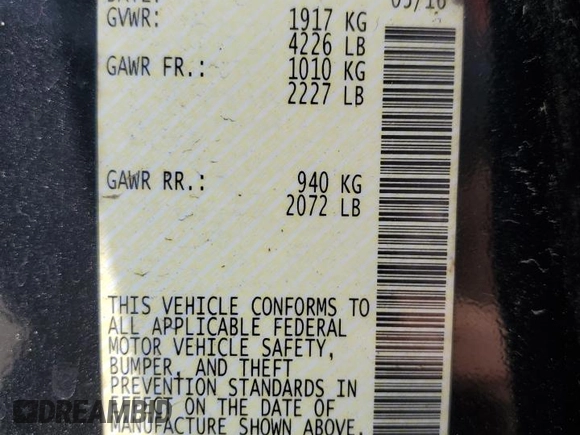 GVWR: 1917 KG
4226 LB
GAWR FR.: 1010 KG
2227 LB
GAWR RR.: 940 KG
2072 LB
THIS VEHICLE CONFORMS TO
ALL APPLICABLE FEDERAL
MOTOR VEHICLE SAFETY,
BUMPER, AND THEFT
PREVENTION STANDARDS IN
EFFECT ON THE DATE OF
MANUFACTURE SHOWN ABOVE.
DREAMBID